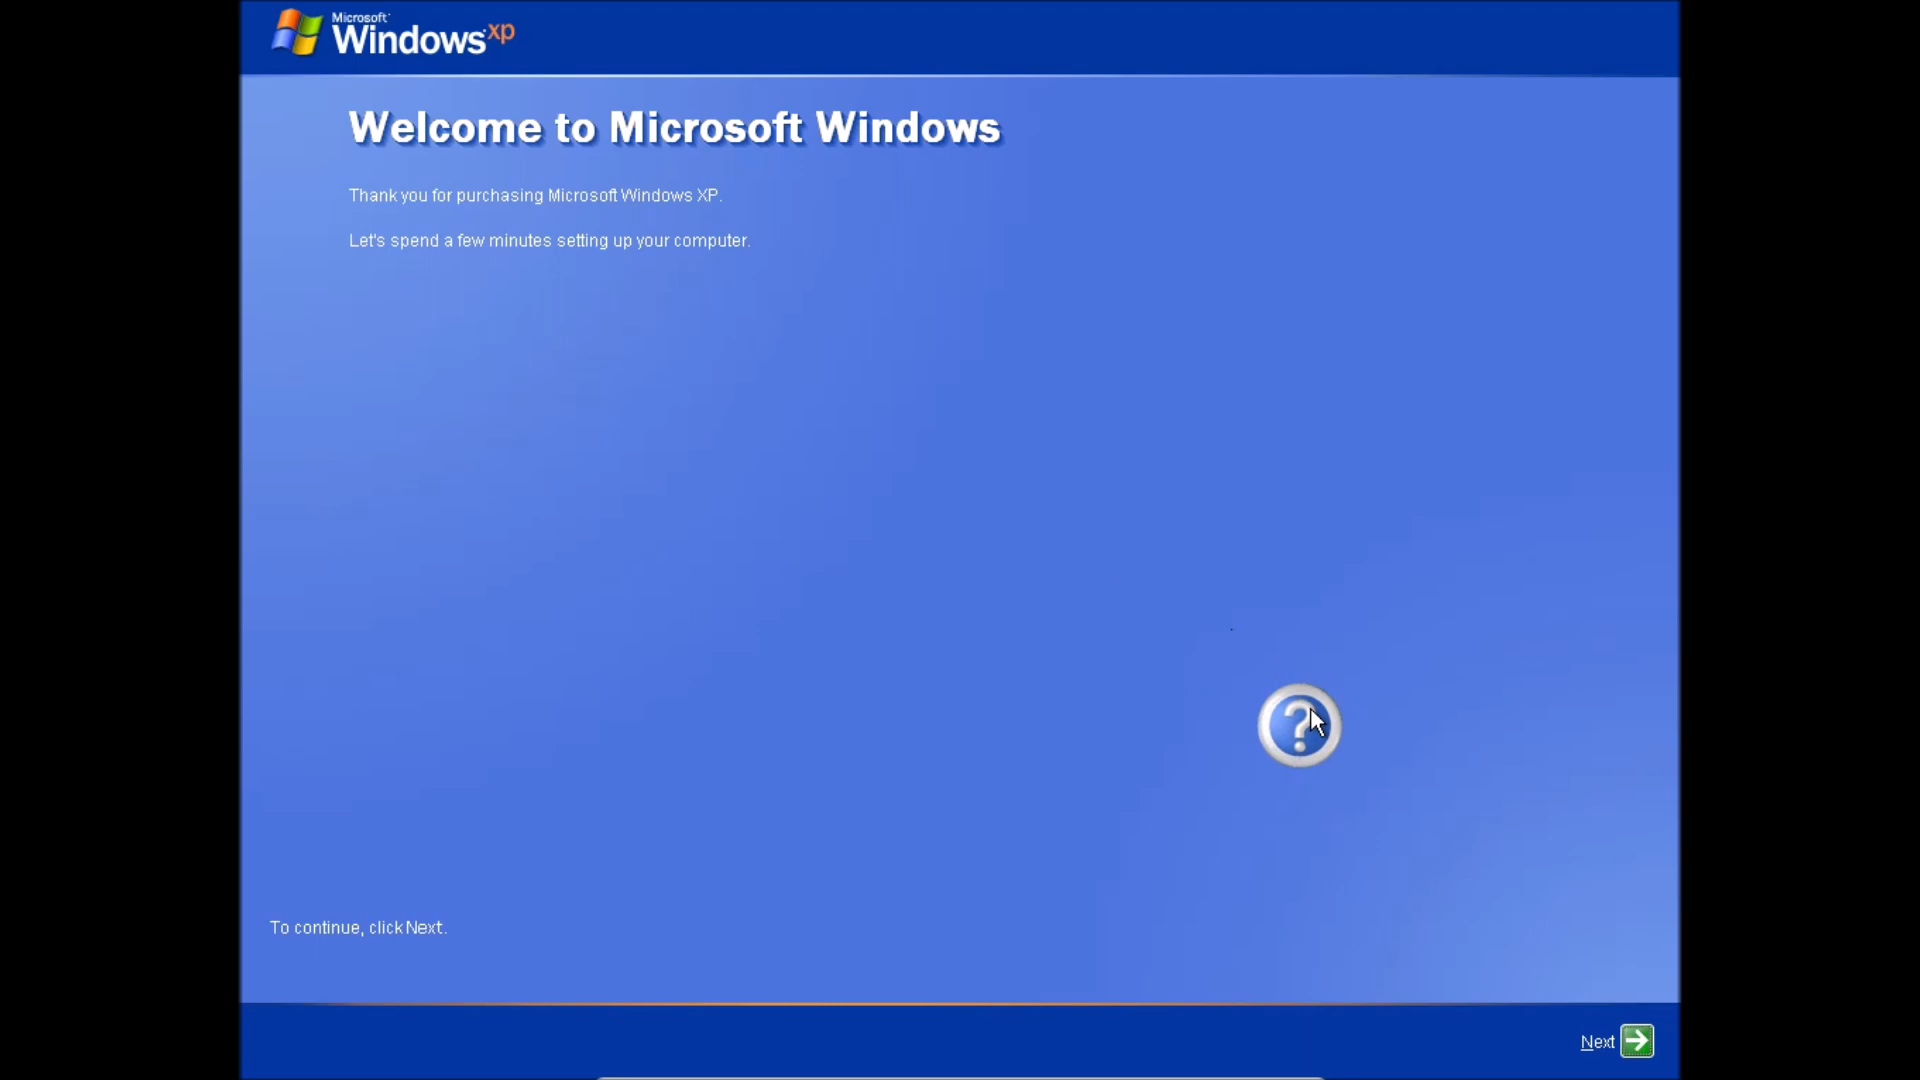 Microsoft
Windows xp
Welcome to Microsoft Windows
Thank you for purchasing Microsoft Windows XP.
Let's spend a few minutes setting up your computer.
?
To continue, click Next.
Next